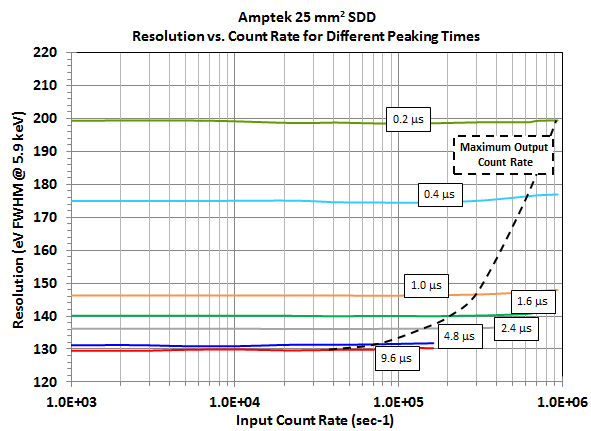 Amptek 25 mm² SDD
Resolution vs. Count Rate for Different Peaking Times
Resolution (eV FWHM @ 5.9 keV)
220
210
200
190
180
170
160
150
140
130
120
0.2 µs
Maximum Output
Count Rate
0.4 µs
1.0 µs
1.6 µs
2.4 µs
4.8 µs
9.6 µs
1.0E+03
1.0E+04
1.0E+05
1.0E+06
Input Count Rate (sec-1)